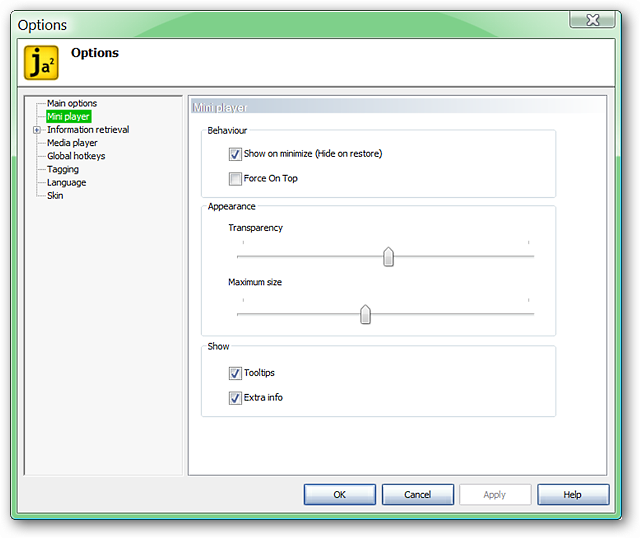 Options
ja²
Options
Main options
Mini player
Information retrieval
Media player
Global hotkeys
Tagging
Language
Skin
Mini player
Behaviour
Show on minimize (Hide on restore)
Force On Top
Appearance
Transparency
Maximum size
Show
Tooltips
Extra info
OK
Cancel
Apply
Help